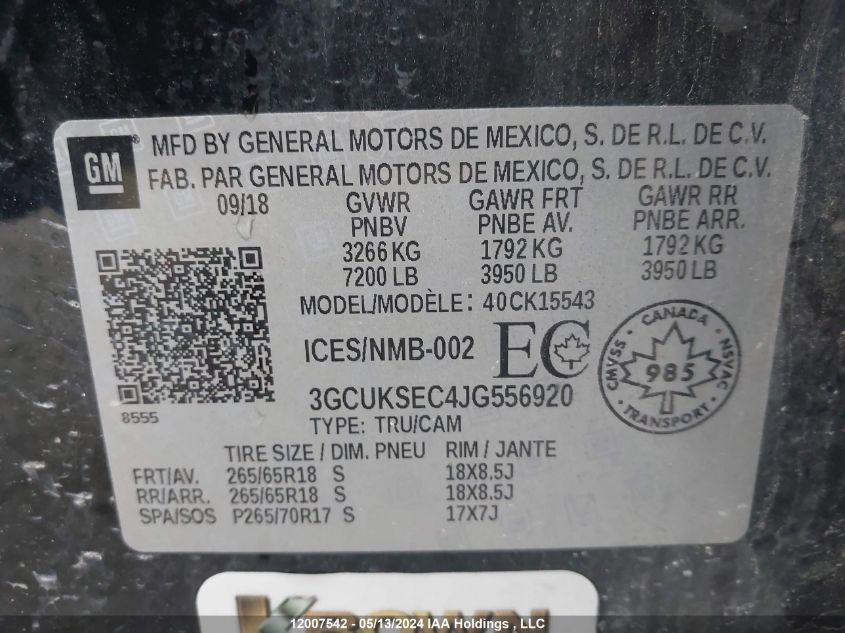 GM
MFD BY GENERAL MOTORS DE MEXICO, S. DE R.L. DE C.V.
FAB. PAR GENERAL MOTORS DE MEXICO, S. DE R.L. DE C.V.
09/18 GVWR GAWR FRT GAWR RR
PNBV PNBE AV. PNBE ARR.
3266 KG 1792 KG 1792 KG
7200 LB 3950 LB 3950 LB
MODEL/MODÈLE: 40CK15543
ICES/NMB-002 EC
CANADA
CMVSS 985 NSVAC
TRANSPORT
3GCUKSEC4JG556920
8555
TYPE: TRU/CAM
TIRE SIZE / DIM. PNEU RIM / JANTE
FRT/AV. 265/65R18 S 18X8.5J
RR/ARR. 265/65R18 S 18X8.5J
SPA/SOS P265/70R17 S 17X7J
KROWN
12007542 - 05/13/2024 IAA Holdings , LLC